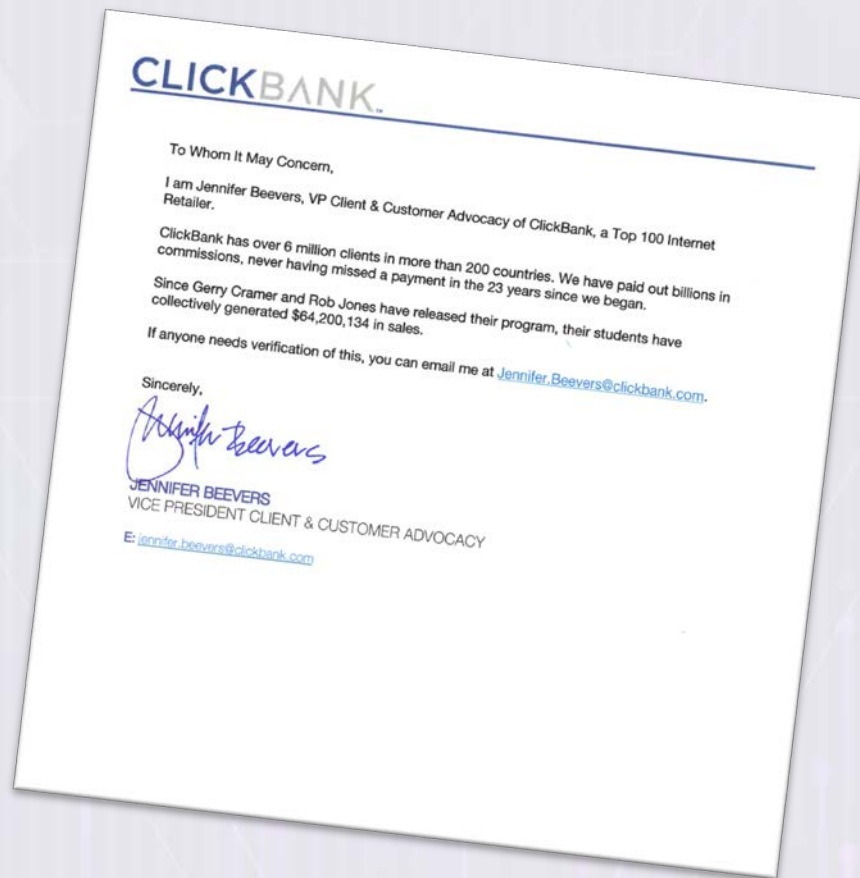 CLICKBANK™
To Whom It May Concern,
I am Jennifer Beevers, VP Client & Customer Advocacy of ClickBank, a Top 100 Internet
Retailer.
ClickBank has over 6 million clients in more than 200 countries. We have paid out billions in
commissions, never having missed a payment in the 23 years since we began.
Since Gerry Cramer and Rob Jones have released their program, their students have
collectively generated $64,200,134 in sales.
If anyone needs verification of this, you can email me at Jennifer.Beevers@clickbank.com.
Sincerely,
Jennifer Beevers
JENNIFER BEEVERS
VICE PRESIDENT CLIENT & CUSTOMER ADVOCACY
E: jennifer.beevers@clickbank.com